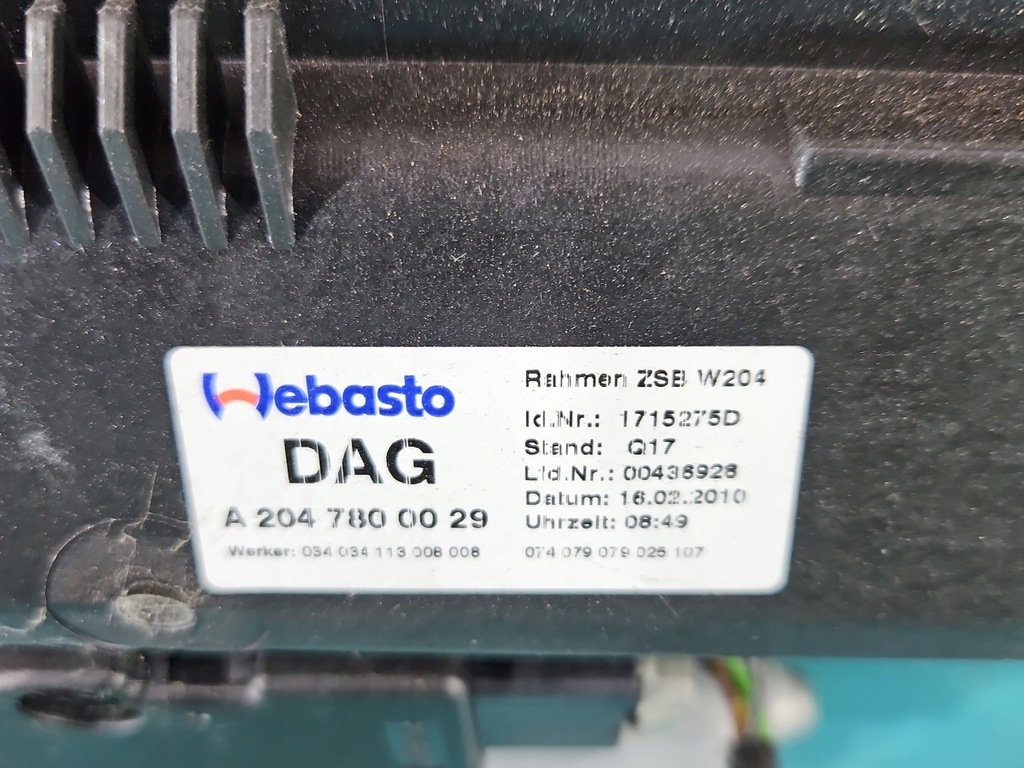 Webasto
DAG
A 204 780 00 29
Werker: 034 034 113 008 008
Rahmen ZSB W204
Id.Nr.: 1715275D
Stand: Q17
Lfd.Nr.: 00436928
Datum: 16.02.2010
Uhrzeit: 08:49
074 079 079 026 107